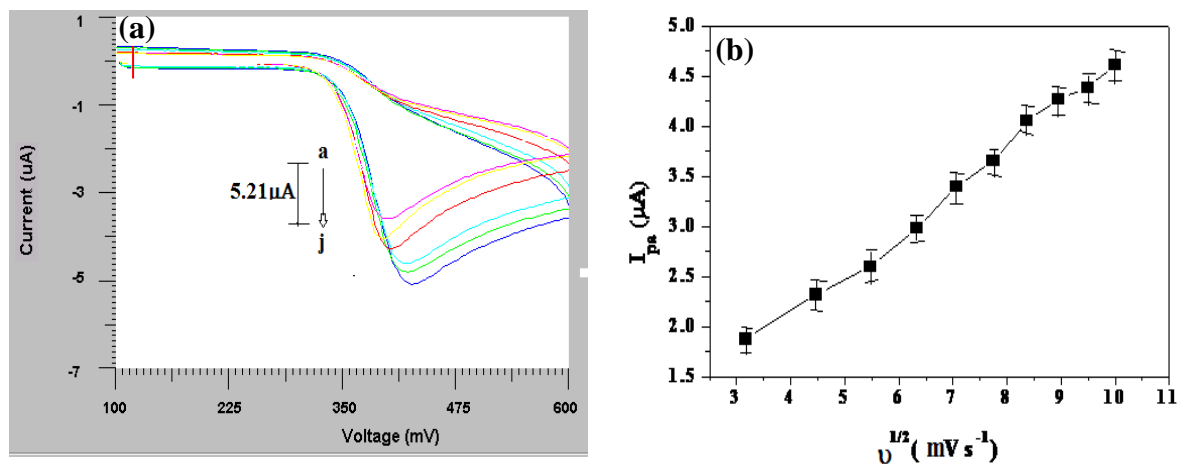 (a)
1
-1
-3
-5
-7
Current (uA)
a
5.21µA
j
100 225 350 475 600
Voltage (mV)
(b)
5.0
4.5
4.0
3.5
3.0
2.5
2.0
1.5
Ipa (µA)
3 4 5 6 7 8 9 10 11
υ^1/2 ( mV s^-1)